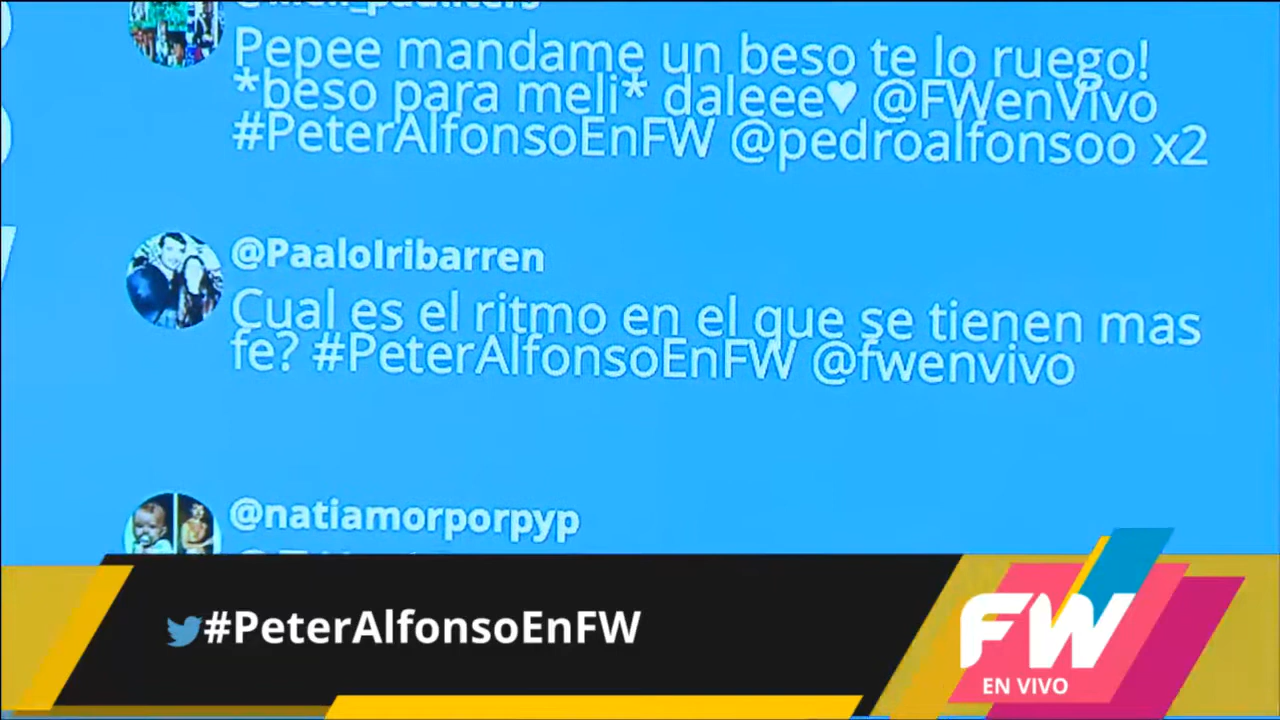 Pepee mandame un beso te lo ruego!
*beso para meli* daleee♥ @FWenVivo
#PeterAlfonsoEnFW @pedroalfonsoo x2
@PaaloIribarren
Cual es el ritmo en el que se tienen mas
fe? #PeterAlfonsoEnFW @fwenvivo
@natiamorporpyp
#PeterAlfonsoEnFW
FW
EN VIVO